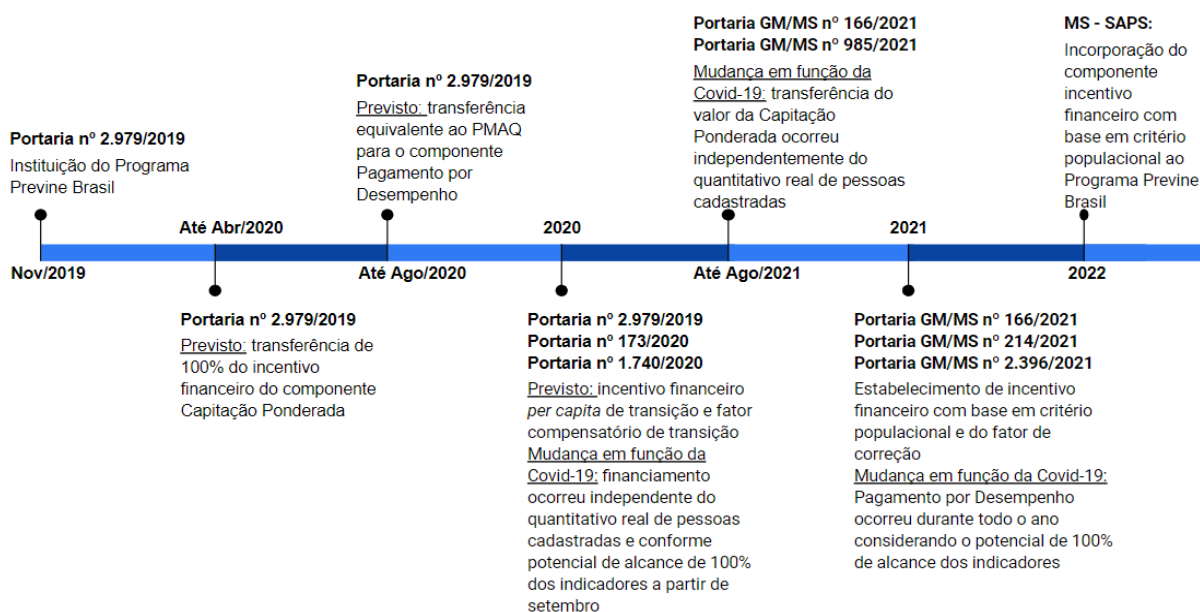 Portaria nº 2.979/2019
Instituição do Programa
Previne Brasil
Nov/2019
Até Abr/2020
Portaria nº 2.979/2019
Previsto: transferência de
100% do incentivo
financeiro do componente
Capitação Ponderada
Portaria nº 2.979/2019
Previsto: transferência
equivalente ao PMAQ
para o componente
Pagamento por
Desempenho
Até Ago/2020
2020
Portaria nº 2.979/2019
Portaria nº 173/2020
Portaria nº 1.740/2020
Previsto: incentivo financeiro
per capita de transição e fator
compensatório de transição
Mudança em função da
Covid-19: financiamento
ocorreu independente do
quantitativo real de pessoas
cadastradas e conforme
potencial de alcance de 100%
dos indicadores a partir de
setembro
Portaria GM/MS nº 166/2021
Portaria GM/MS nº 985/2021
Mudança em função da
Covid-19: transferência do
valor da Capitação
Ponderada ocorreu
independentemente do
quantitativo real de pessoas
cadastradas
Até Ago/2021
2021
Portaria GM/MS nº 166/2021
Portaria GM/MS nº 214/2021
Portaria GM/MS nº 2.396/2021
Estabelecimento de incentivo
financeiro com base em critério
populacional e do fator de
correção
Mudança em função da Covid-19:
Pagamento por Desempenho
ocorreu durante todo o ano
considerando o potencial de 100%
de alcance dos indicadores
MS - SAPS:
Incorporação do
componente
incentivo
financeiro com
base em critério
populacional ao
Programa Previne
Brasil
2022